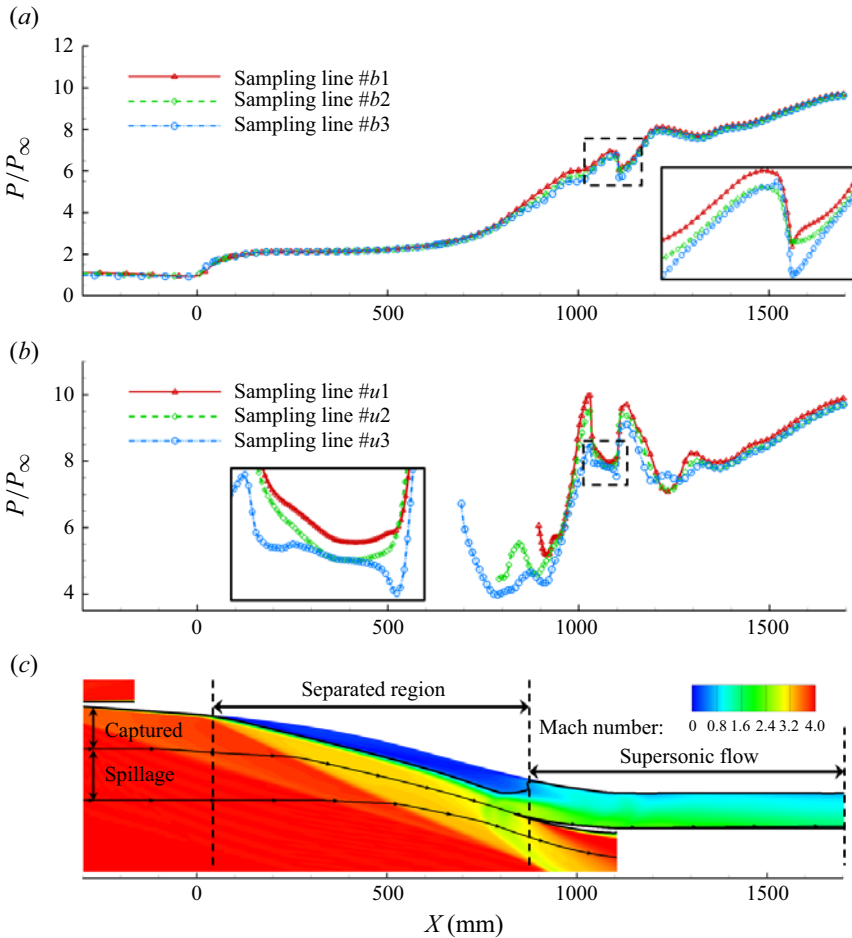 (a)
12
10
8
6
4
2
0
P/P∞
Sampling line #b1
Sampling line #b2
Sampling line #b3
0
500
1000
1500
(b)
10
8
6
4
P/P∞
Sampling line #u1
Sampling line #u2
Sampling line #u3
0
500
1000
1500
(c)
Separated region
Captured
Spillage
Mach number:
0 0.8 1.6 2.4 3.2 4.0
Supersonic flow
0
500
1000
1500
X (mm)